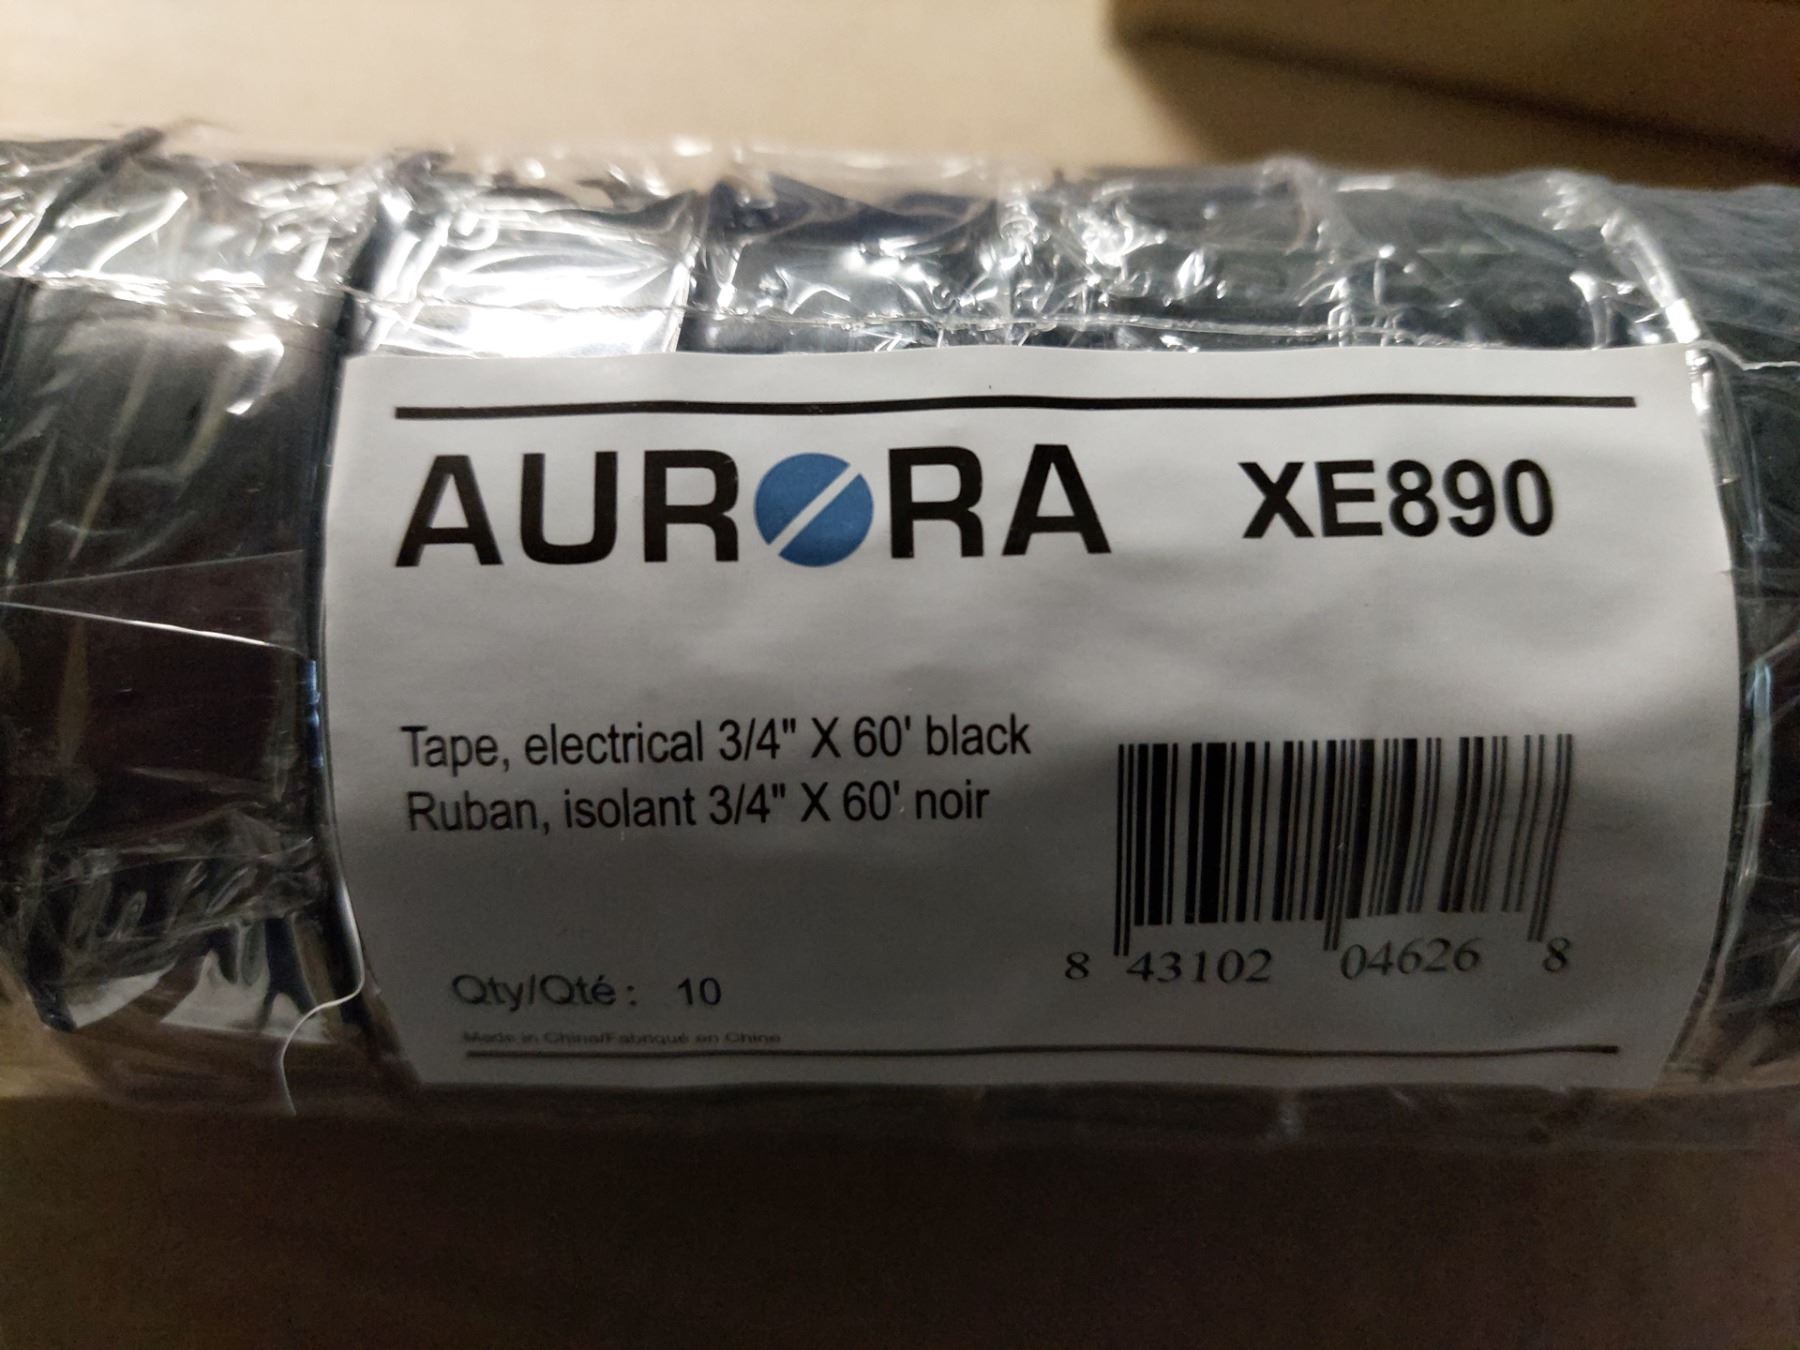 AURORA XE890
Tape, electrical 3/4" X 60' black
Ruban, isolant 3/4" X 60' noir
Qty/Qté : 10
Made in China/Fabriqué en Chine
8 43102 04626 8